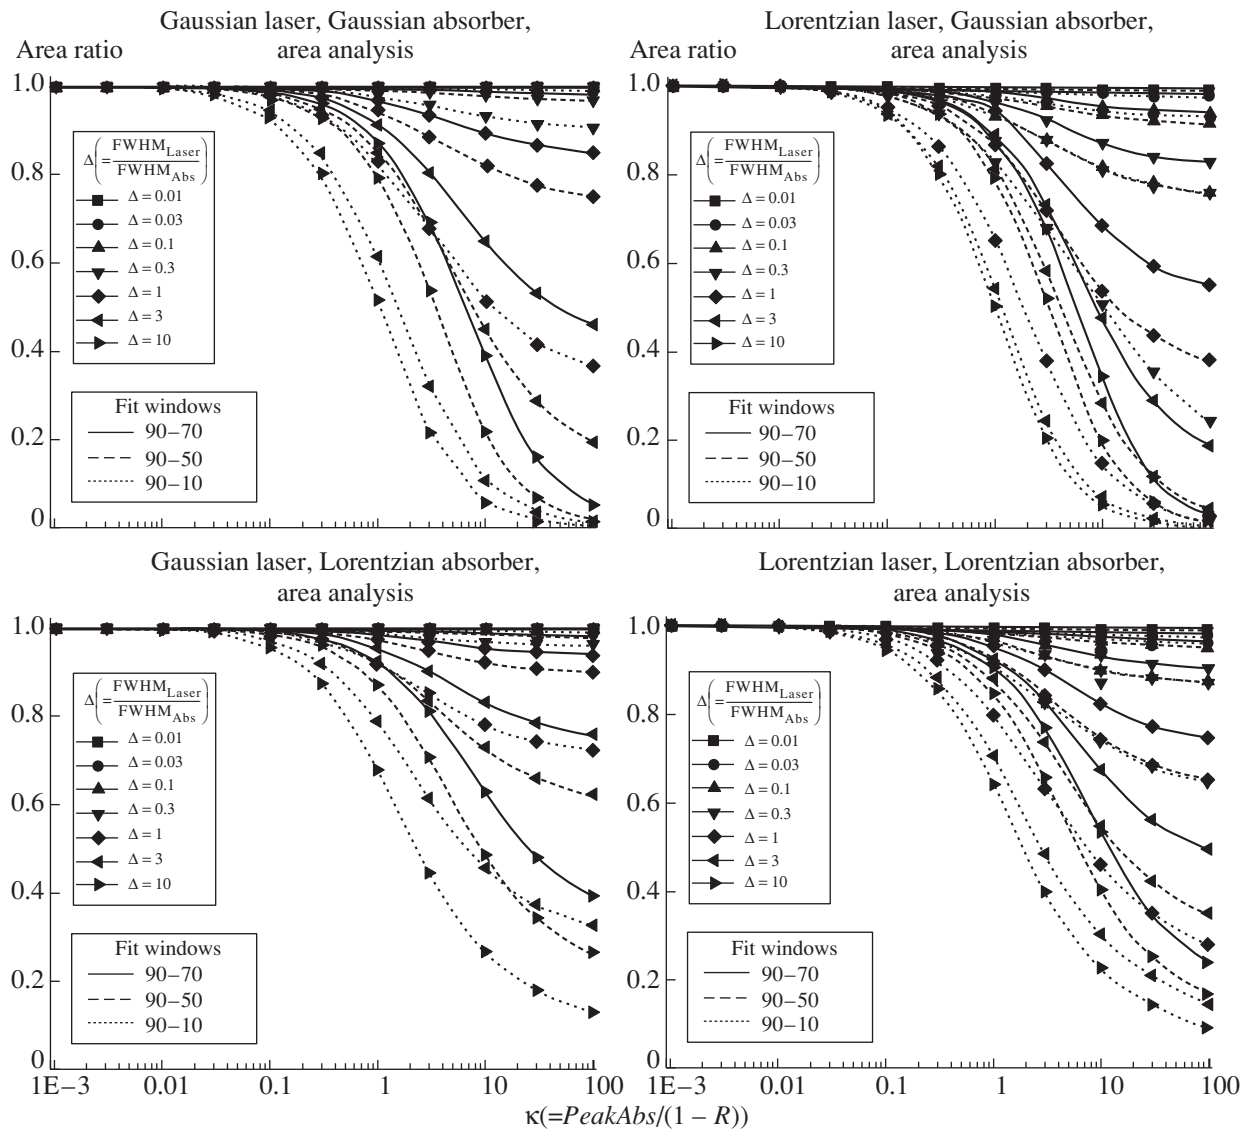 Gaussian laser, Gaussian absorber,
area analysis
Area ratio
1.0
0.8
0.6
0.4
0.2
0
Δ(=FWHM_Laser/FWHM_Abs)
Δ = 0.01
Δ = 0.03
Δ = 0.1
Δ = 0.3
Δ = 1
Δ = 3
Δ = 10
Fit windows
90–70
90–50
90–10
Lorentzian laser, Gaussian absorber,
area analysis
Area ratio
1.0
0.8
0.6
0.4
0.2
0
Δ(=FWHM_Laser/FWHM_Abs)
Δ = 0.01
Δ = 0.03
Δ = 0.1
Δ = 0.3
Δ = 1
Δ = 3
Δ = 10
Fit windows
90–70
90–50
90–10
Gaussian laser, Lorentzian absorber,
area analysis
1.0
0.8
0.6
0.4
0.2
0
Δ(=FWHM_Laser/FWHM_Abs)
Δ = 0.01
Δ = 0.03
Δ = 0.1
Δ = 0.3
Δ = 1
Δ = 3
Δ = 10
Fit windows
90–70
90–50
90–10
1E−3 0.01 0.1 1 10 100
Lorentzian laser, Lorentzian absorber,
area analysis
1.0
0.8
0.6
0.4
0.2
0
Δ(=FWHM_Laser/FWHM_Abs)
Δ = 0.01
Δ = 0.03
Δ = 0.1
Δ = 0.3
Δ = 1
Δ = 3
Δ = 10
Fit windows
90–70
90–50
90–10
1E−3 0.01 0.1 1 10 100
κ(=PeakAbs/(1 – R))